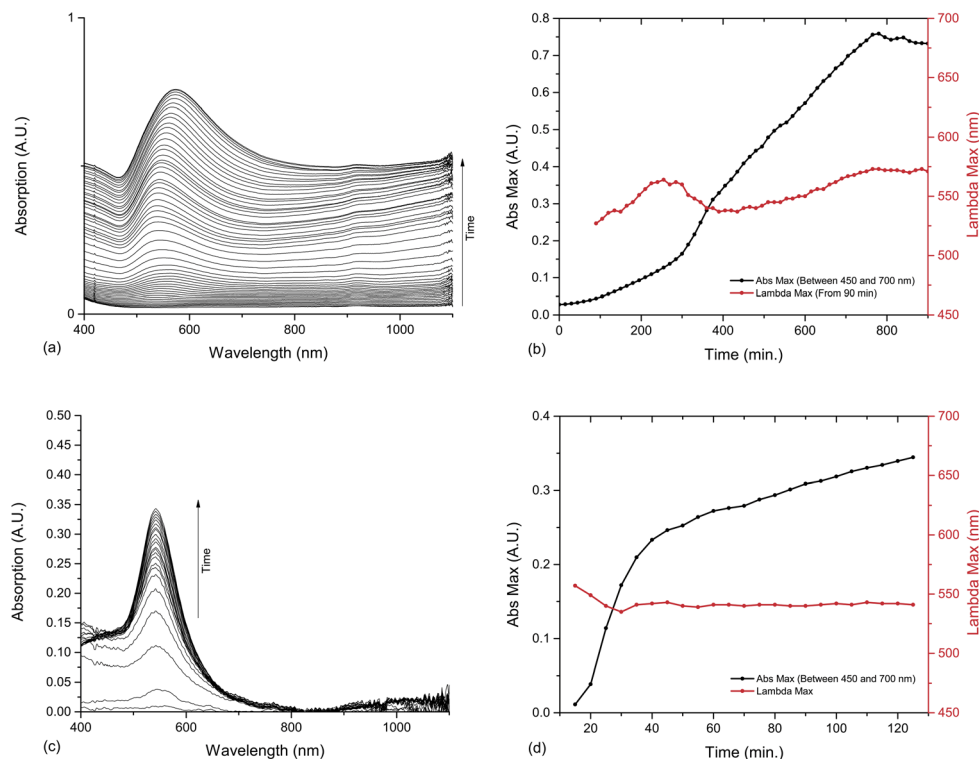 1
Absorption (A.U.)
0
400 600 800 1000
Wavelength (nm)
Time
(a)
0.8
0.7
0.6
0.5
0.4
0.3
0.2
0.1
0.0
Abs Max (A.U.)
0 200 400 600 800
Time (min.)
700
650
600
550
500
450
Lambda Max (nm)
Abs Max (Between 450 and 700 nm)
Lambda Max (From 90 min)
(b)
0.50
0.45
0.40
0.35
0.30
0.25
0.20
0.15
0.10
0.05
0.00
Absorption (A.U.)
400 600 800 1000
Wavelength (nm)
Time
(c)
0.4
0.3
0.2
0.1
0.0
Abs Max (A.U.)
20 40 60 80 100 120
Time (min.)
700
650
600
550
500
450
Lambda Max (nm)
Abs Max (Between 450 and 700 nm)
Lambda Max
(d)